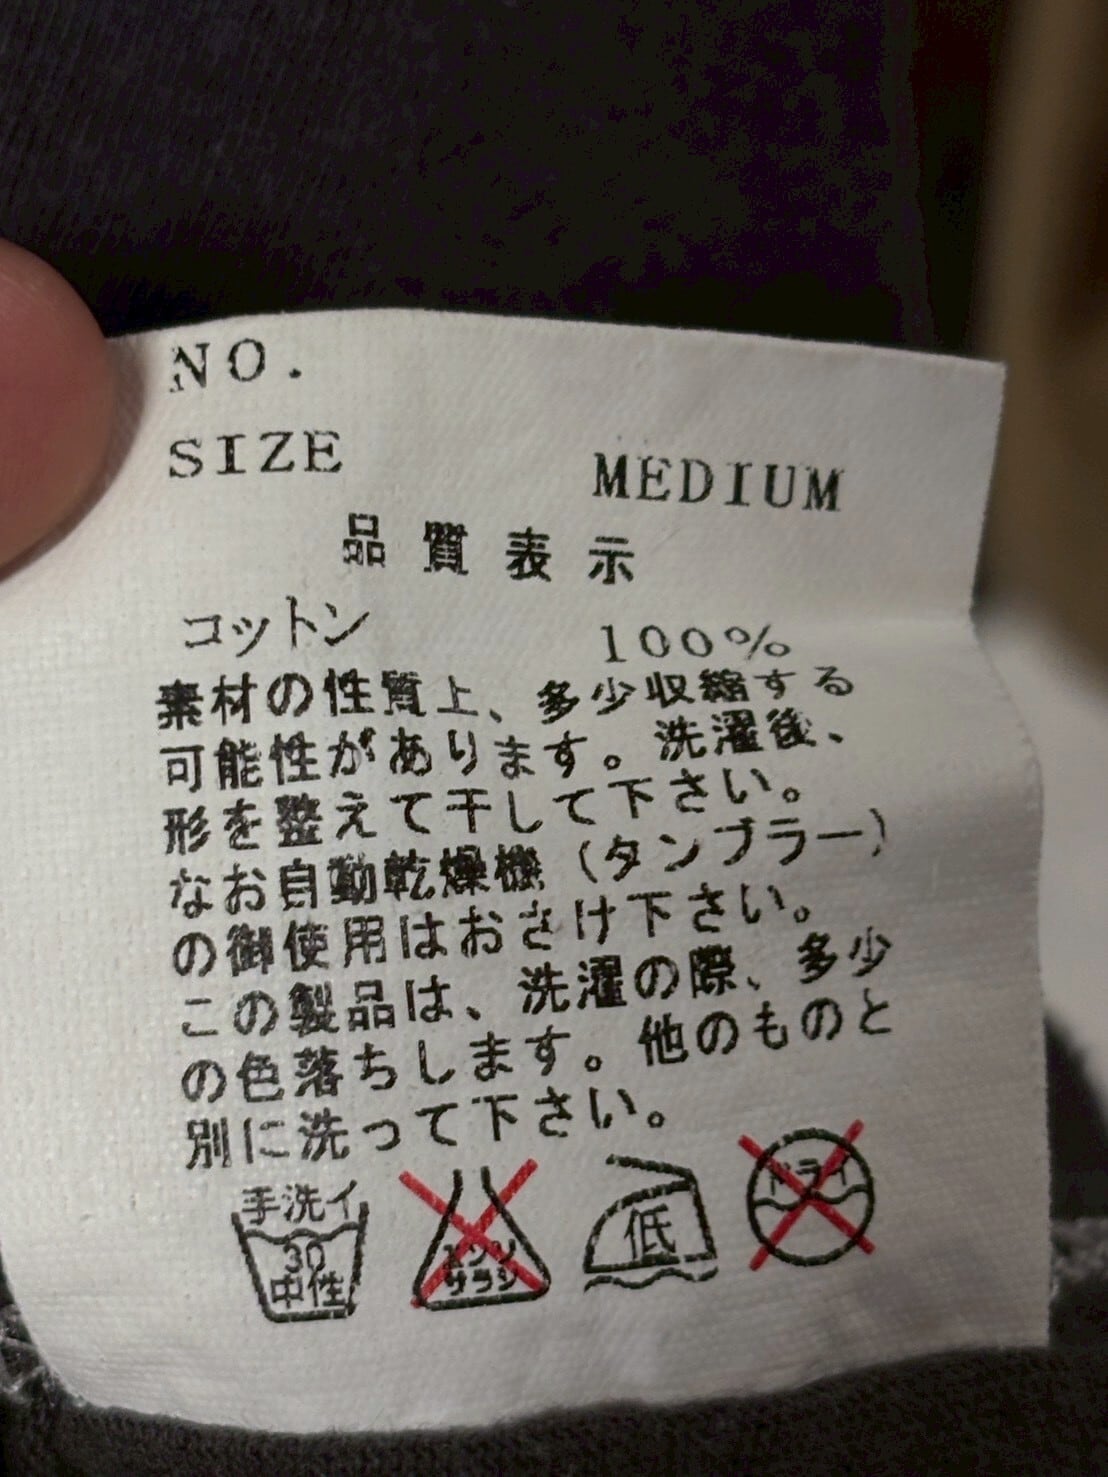 NO.
SIZE MEDIUM
品質表示
コットン 100%
素材の性質上、多少収縮する
可能性があります。洗濯後、
形を整えて干して下さい。
なお自動乾燥機（タンブラー）
の御使用はおさけ下さい。
この製品は、洗濯の際、多少
の色落ちします。他のものと
別に洗って下さい。
手洗イ 30 中性
エンソ サラシ
低
ドライ